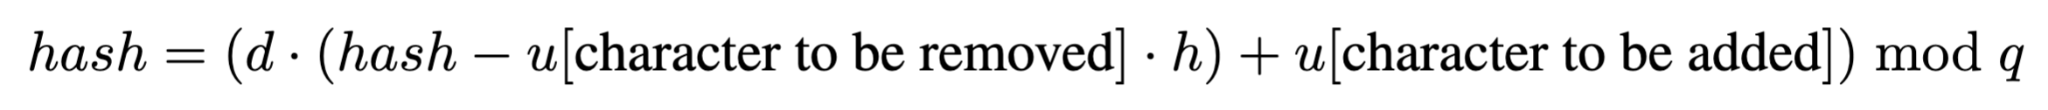 hash = (d · (hash − u[character to be removed] · h) + u[character to be added]) mod q